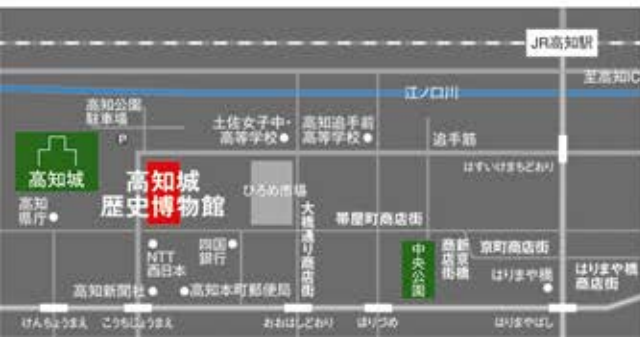 JR高知駅
至高知IC
江ノ口川
高知公園
駐車場
P
土佐女子中・
高等学校
高知追手前
高等学校
追手筋
はすいけまちどおり
高知城
高知城
歴史博物館
ひろめ市場
高知
県庁
大橋通り商店街
帯屋町商店街
NTT
西日本
四国
銀行
中央公園
新京橋
商店街
京町商店街
はりまや橋
はりまや橋
商店街
高知新聞社
高知本町郵便局
けんちょうまえ
こうちじょうまえ
おおはしどおり
ほりづめ
はりまやばし